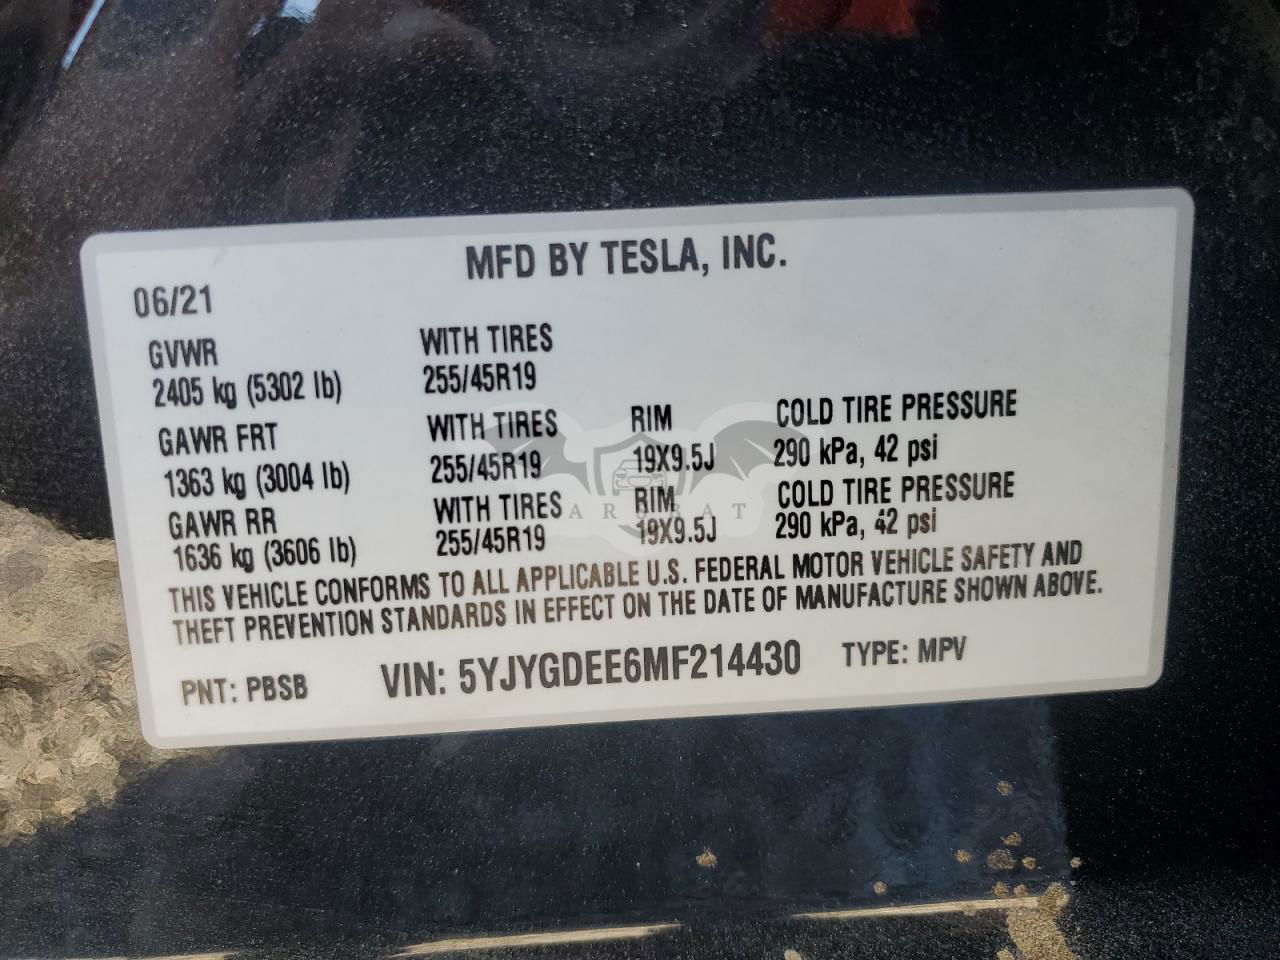 MFD BY TESLA, INC.
06/21
GVWR WITH TIRES
2405 kg (5302 lb) 255/45R19
GAWR FRT WITH TIRES RIM COLD TIRE PRESSURE
1363 kg (3004 lb) 255/45R19 19X9.5J 290 kPa, 42 psi
GAWR RR WITH TIRES RIM COLD TIRE PRESSURE
1636 kg (3606 lb) 255/45R19 19X9.5J 290 kPa, 42 psi
THIS VEHICLE CONFORMS TO ALL APPLICABLE U.S. FEDERAL MOTOR VEHICLE SAFETY AND
THEFT PREVENTION STANDARDS IN EFFECT ON THE DATE OF MANUFACTURE SHOWN ABOVE.
PNT: PBSB VIN: 5YJYGDEE6MF214430 TYPE: MPV